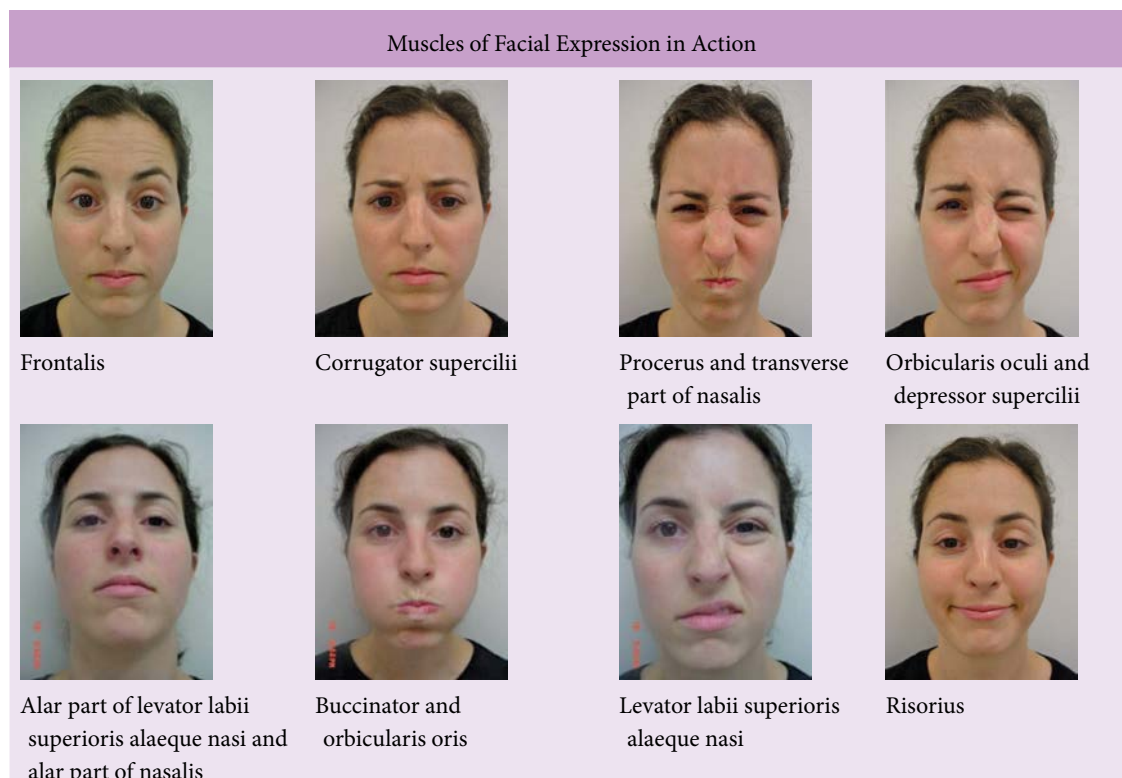 Muscles of Facial Expression in Action
Frontalis
Corrugator supercilii
Procerus and transverse
part of nasalis
Orbicularis oculi and
depressor supercilii
Alar part of levator labii
superioris alaeque nasi and
alar part of nasalis
Buccinator and
orbicularis oris
Levator labii superioris
alaeque nasi
Risorius